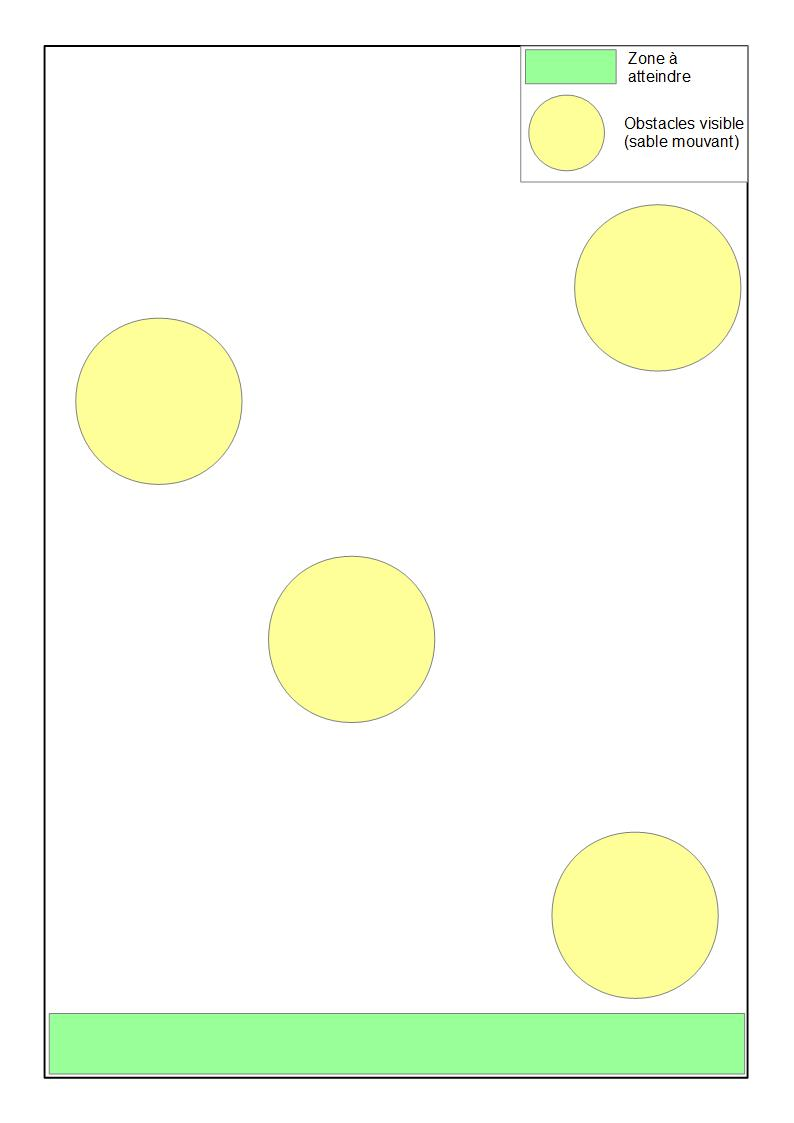 Zone à
atteindre
Obstacles visible
(sable mouvant)